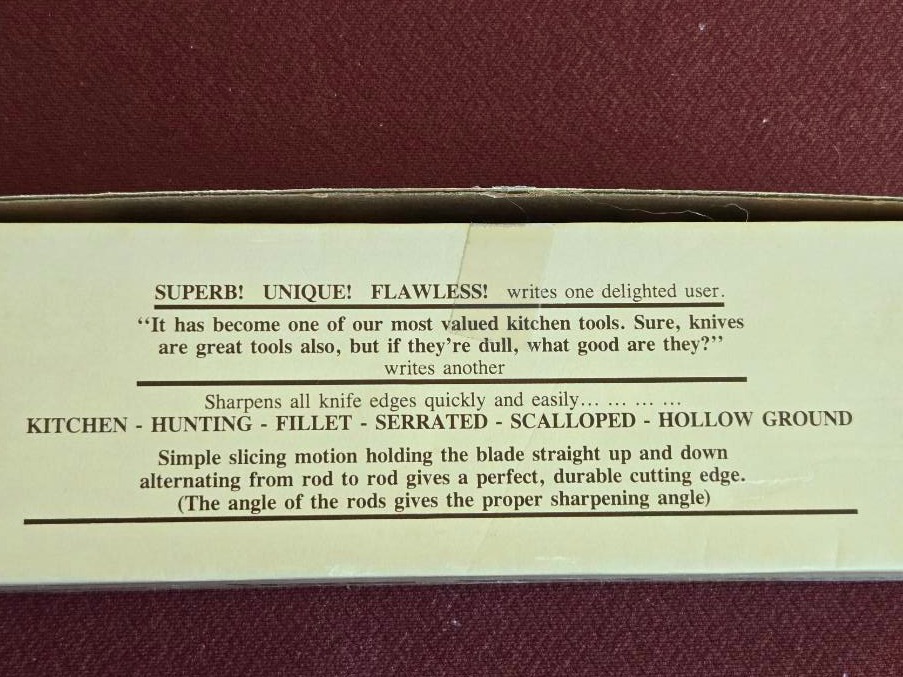 SUPERB! UNIQUE! FLAWLESS! writes one delighted user.
“It has become one of our most valued kitchen tools. Sure, knives
are great tools also, but if they're dull, what good are they?”
writes another
Sharpens all knife edges quickly and easily... ... ... ...
KITCHEN - HUNTING - FILLET - SERRATED - SCALLOPED - HOLLOW GROUND
Simple slicing motion holding the blade straight up and down
alternating from rod to rod gives a perfect, durable cutting edge.
(The angle of the rods gives the proper sharpening angle)